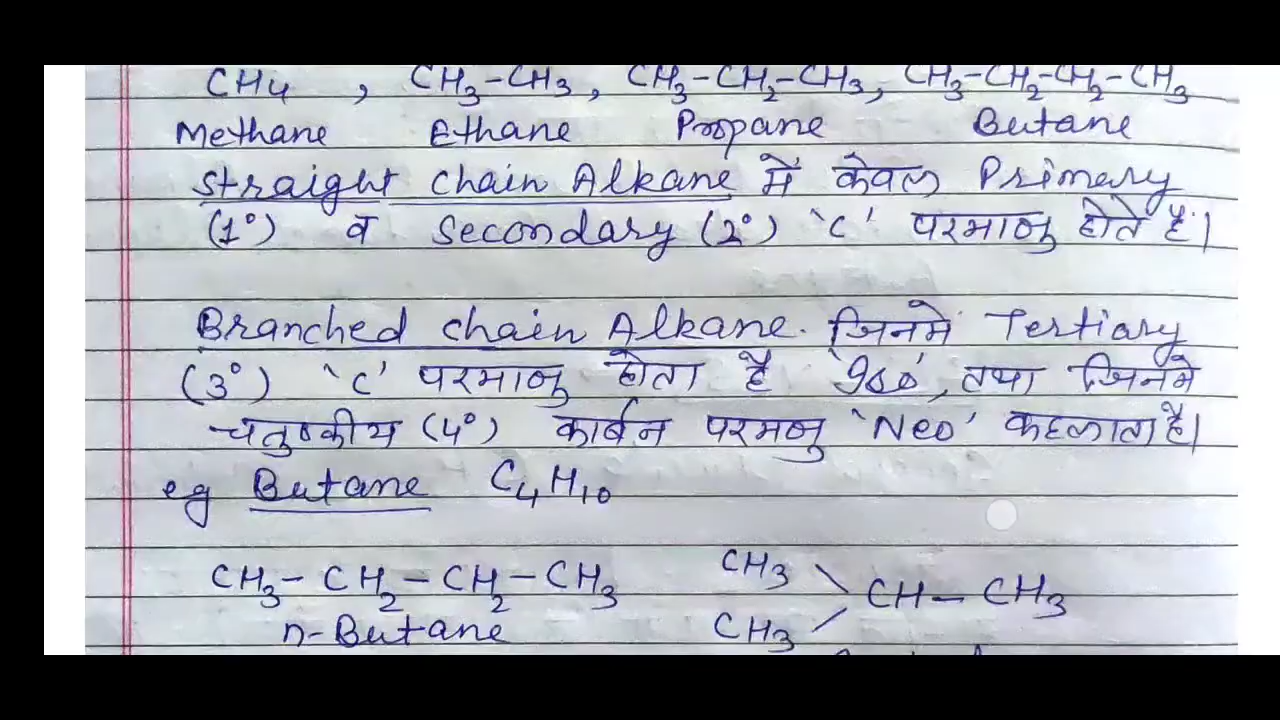 CH4 , CH3-CH3, CH3-CH2-CH3, CH3-CH2-CH2-CH3
Methane Ethane Propane Butane
Straight Chain Alkane में केवल Primery
(1°) व Secondary (2°) 'C' परमाणु होते है।
Branched Chain Alkane. जिनमे Tertiary
(3°) 'C' परमाणु होता है 'Iso', तथा जिनमे
चतुष्कीय (4°) कार्बन परमाणु 'Neo' कहलाता है।
eg Butane C4H10
CH3- CH2 - CH2 - CH3
n-Butane
CH3
CH - CH3
CH3